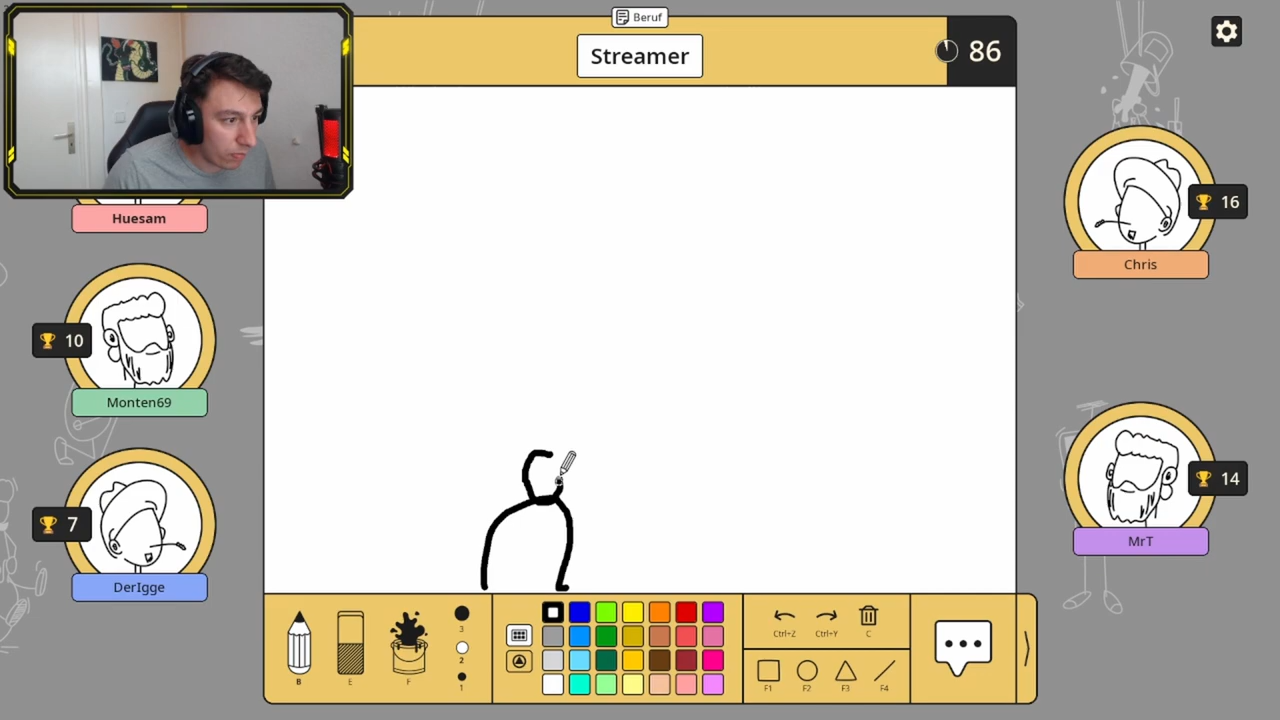 Beruf
Streamer
86
Huesam
10
Monten69
7
DerIgge
16
Chris
14
MrT
B
E
F
3
2
1
Ctrl+Z
Ctrl+Y
C
F1
F2
F3
F4